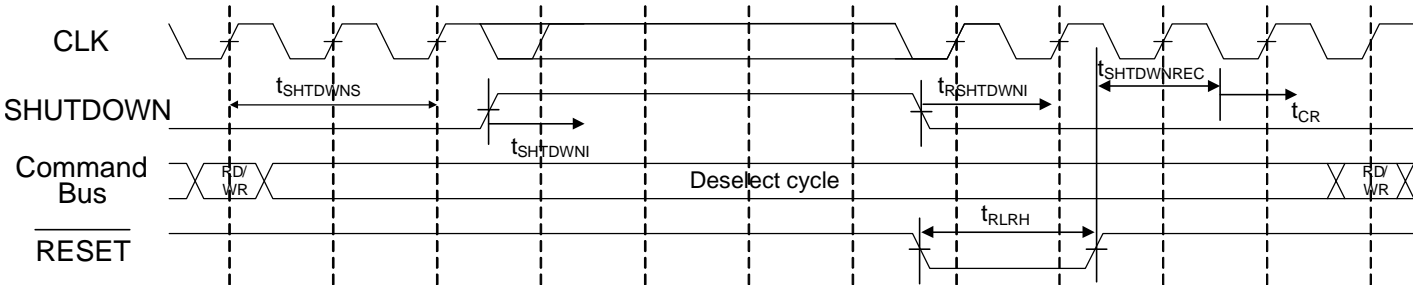 CLK
tSHTDWNS
tSHTDWNREC
SHUTDOWN
tRSHTDWNI
tCR
tSHTDWNI
Command
Bus
RD/
WR
Deselect cycle
RD/
WR
tRLRH
RESET